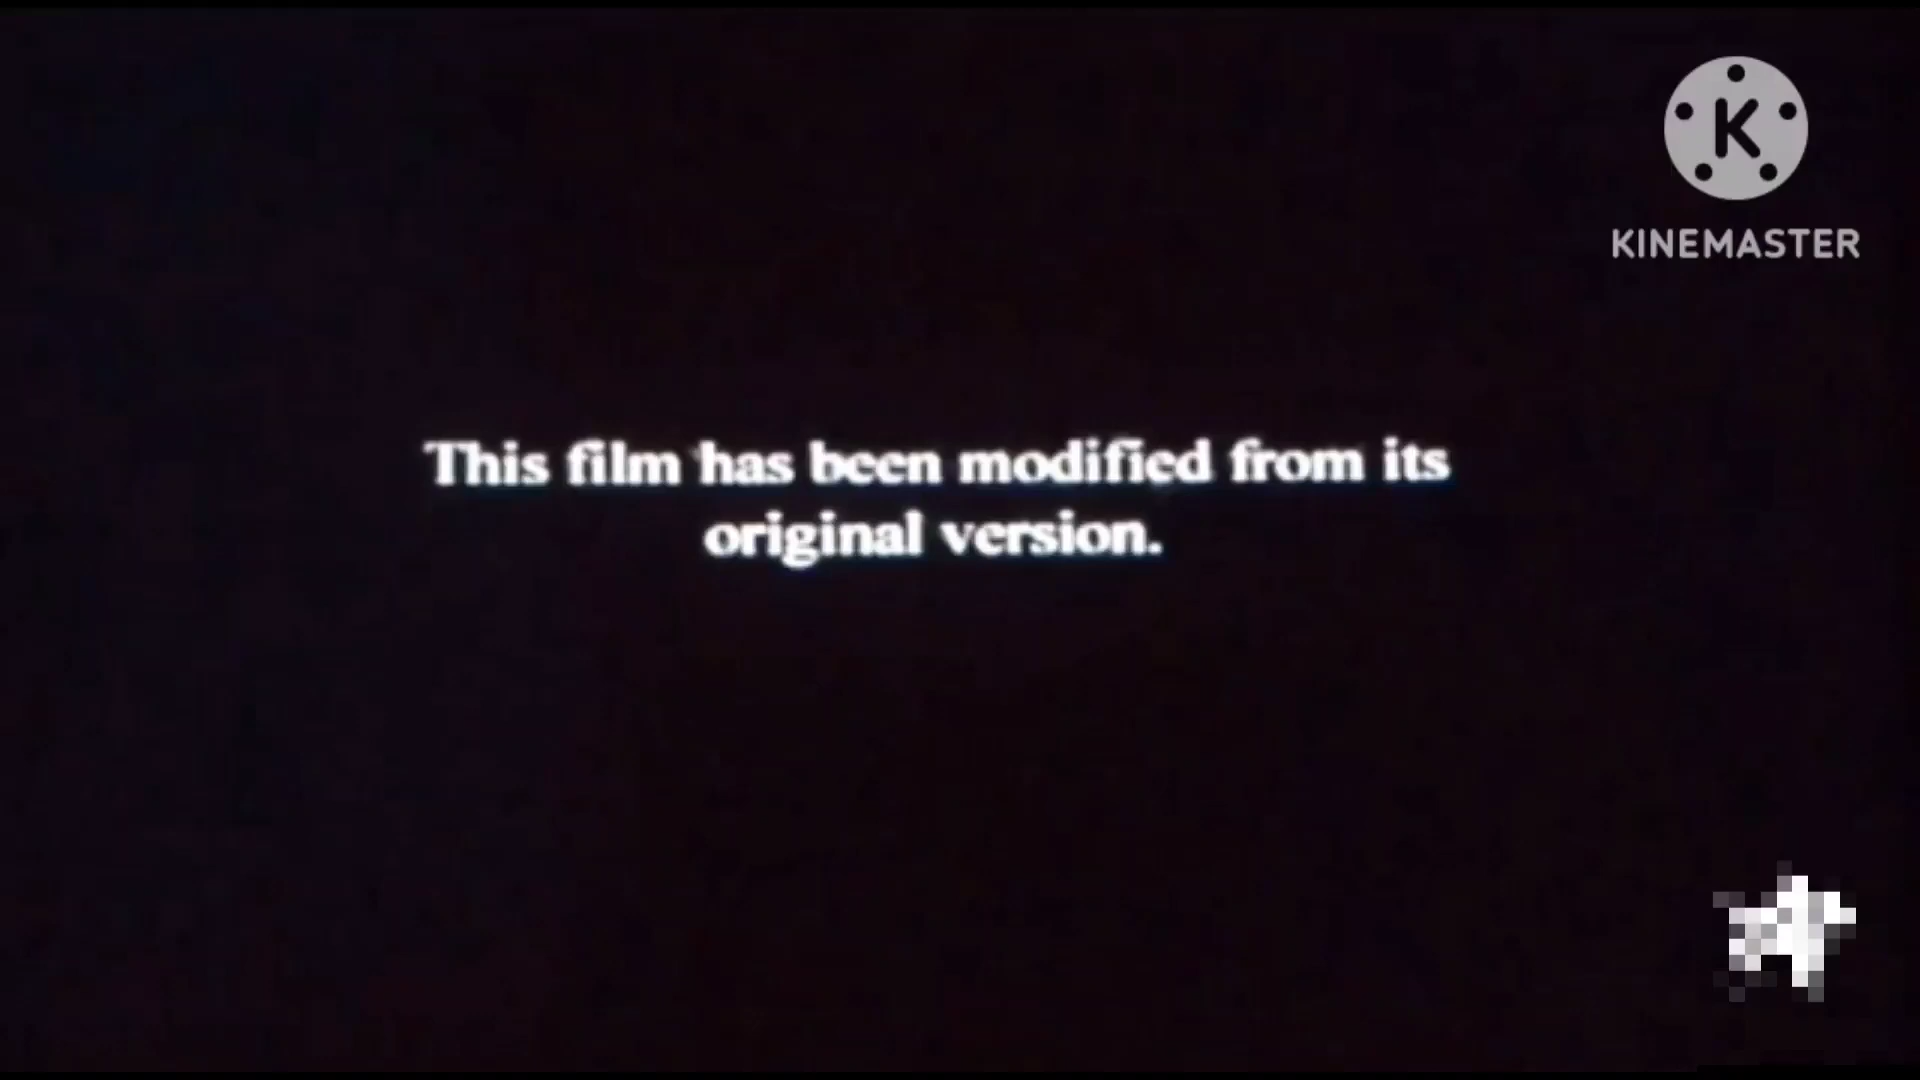 K
KINEMASTER
This film has been modified from its
original version.